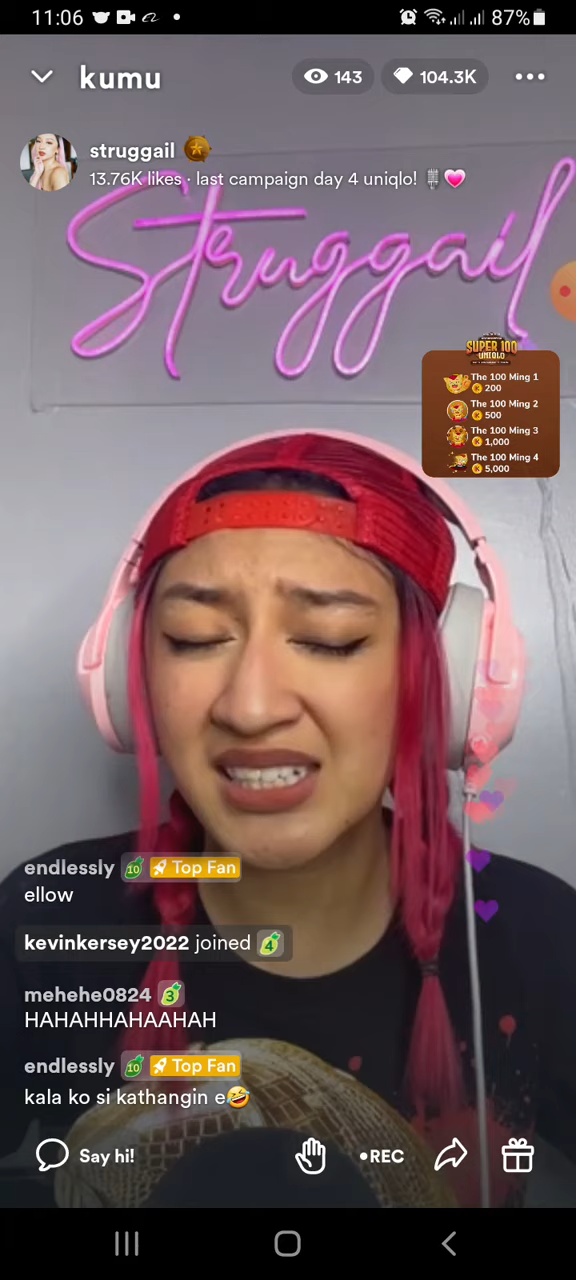 11:06
87%
kumu
143
104.3K
struggail
13.76K likes · last campaign day 4 uniqlo!
Struggail
SUPER 100
UNIQLO
The 100 Ming 1
200
The 100 Ming 2
500
The 100 Ming 3
1,000
The 100 Ming 4
5,000
endlessly 10 Top Fan
ellow
kevinkersey2022 joined 4
mehehe0824 3
HAHAHHAHAAHAH
endlessly 10 Top Fan
kala ko si kathangin e🤣
Say hi!
•REC